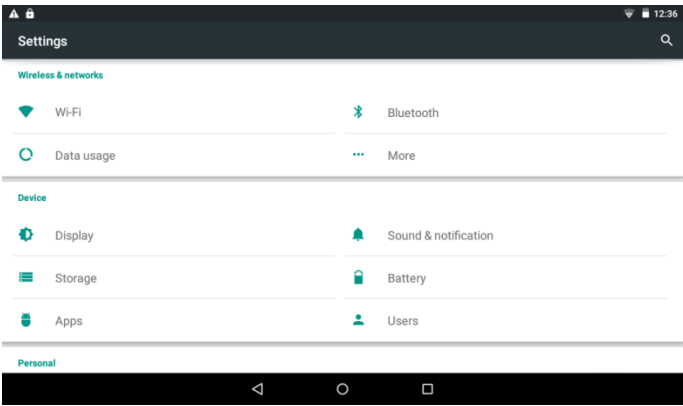 12:36
Settings
Wireless & networks
Wi-Fi
Bluetooth
Data usage
More
Device
Display
Sound & notification
Storage
Battery
Apps
Users
Personal